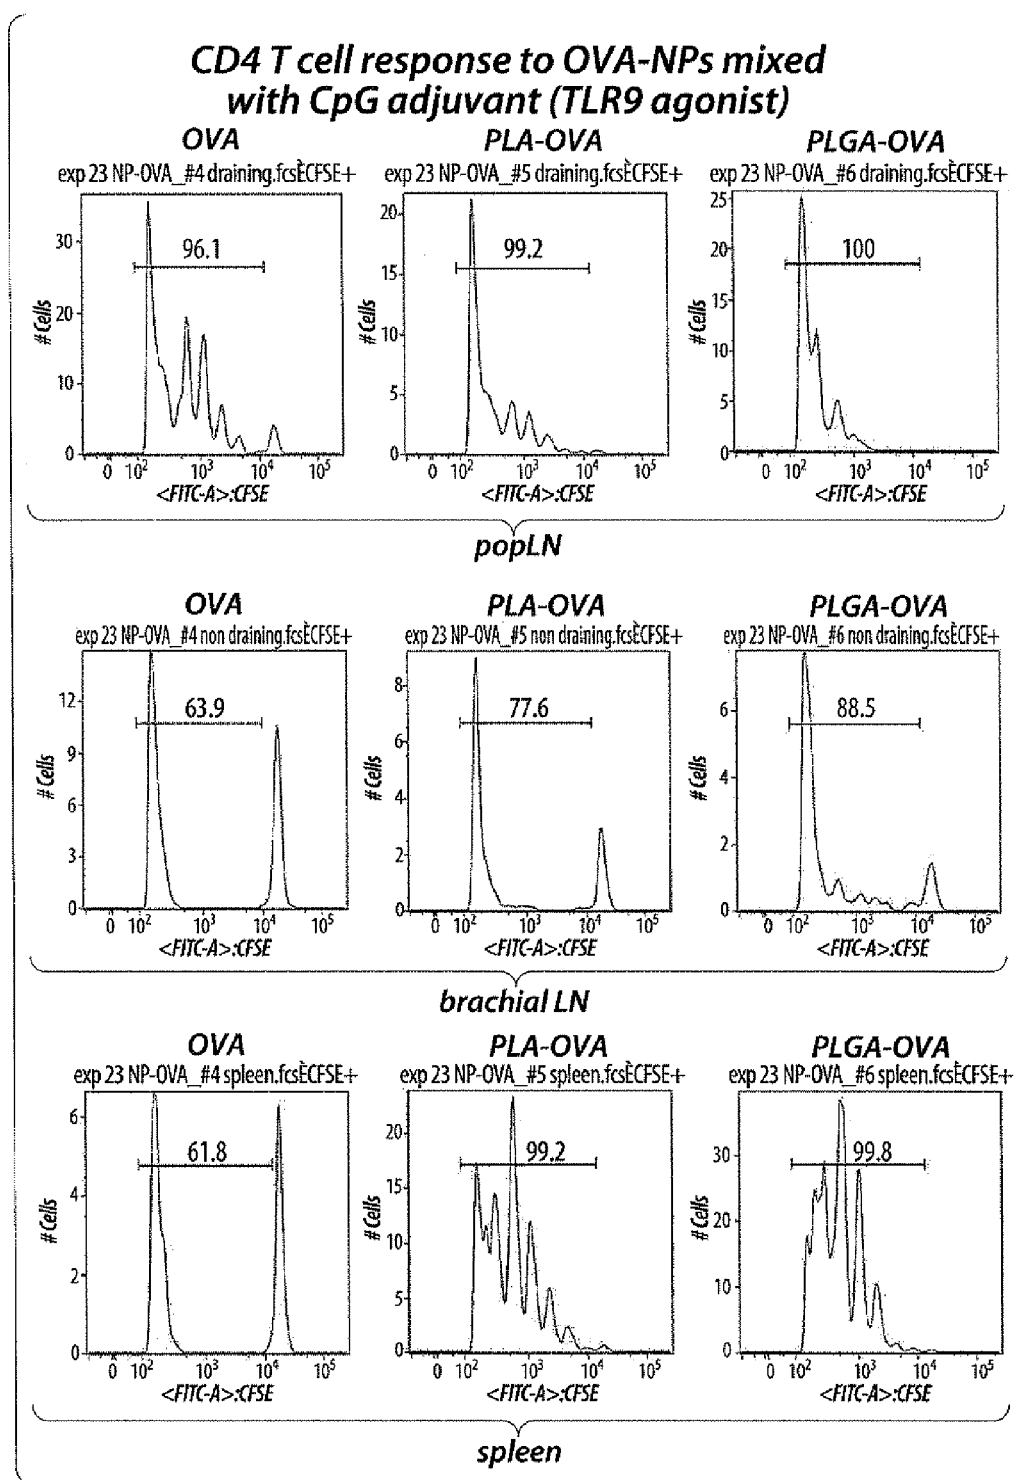 CD4 T cell response to OVA-NPs mixed
with CpG adjuvant (TLR9 agonist)
OVA PLA-OVA PLGA-OVA
exp 23 NP-OVA_#4 draining.fcsÈCFSE+ exp 23 NP-OVA_#5 draining.fcsÈCFSE+ exp 23 NP-OVA_#6 draining.fcsÈCFSE+
# Cells
30
20
10
0
96.1
0 10² 10³ 10⁴ 10⁵
<FITC-A>:CFSE
# Cells
20
15
10
5
0
99.2
0 10² 10³ 10⁴ 10⁵
<FITC-A>:CFSE
# Cells
25
20
15
10
5
0
100
0 10² 10³ 10⁴ 10⁵
<FITC-A>:CFSE
popLN
OVA PLA-OVA PLGA-OVA
exp 23 NP-OVA_#4 non draining.fcsÈCFSE+ exp 23 NP-OVA_#5 non draining.fcsÈCFSE+ exp 23 NP-OVA_#6 non draining.fcsÈCFSE+
# Cells
12
9
6
3
0
63.9
0 10² 10³ 10⁴ 10⁵
<FITC-A>:CFSE
# Cells
8
6
4
2
0
77.6
0 10² 10³ 10⁴ 10⁵
<FITC-A>:CFSE
# Cells
6
4
2
0
88.5
0 10² 10³ 10⁴ 10⁵
<FITC-A>:CFSE
brachial LN
OVA PLA-OVA PLGA-OVA
exp 23 NP-OVA_#4 spleen.fcsÈCFSE+ exp 23 NP-OVA_#5 spleen.fcsÈCFSE+ exp 23 NP-OVA_#6 spleen.fcsÈCFSE+
# Cells
6
4
2
0
61.8
0 10² 10³ 10⁴ 10⁵
<FITC-A>:CFSE
# Cells
20
15
10
5
0
99.2
0 10² 10³ 10⁴ 10⁵
<FITC-A>:CFSE
# Cells
30
20
10
0
99.8
0 10² 10³ 10⁴ 10⁵
<FITC-A>:CFSE
spleen